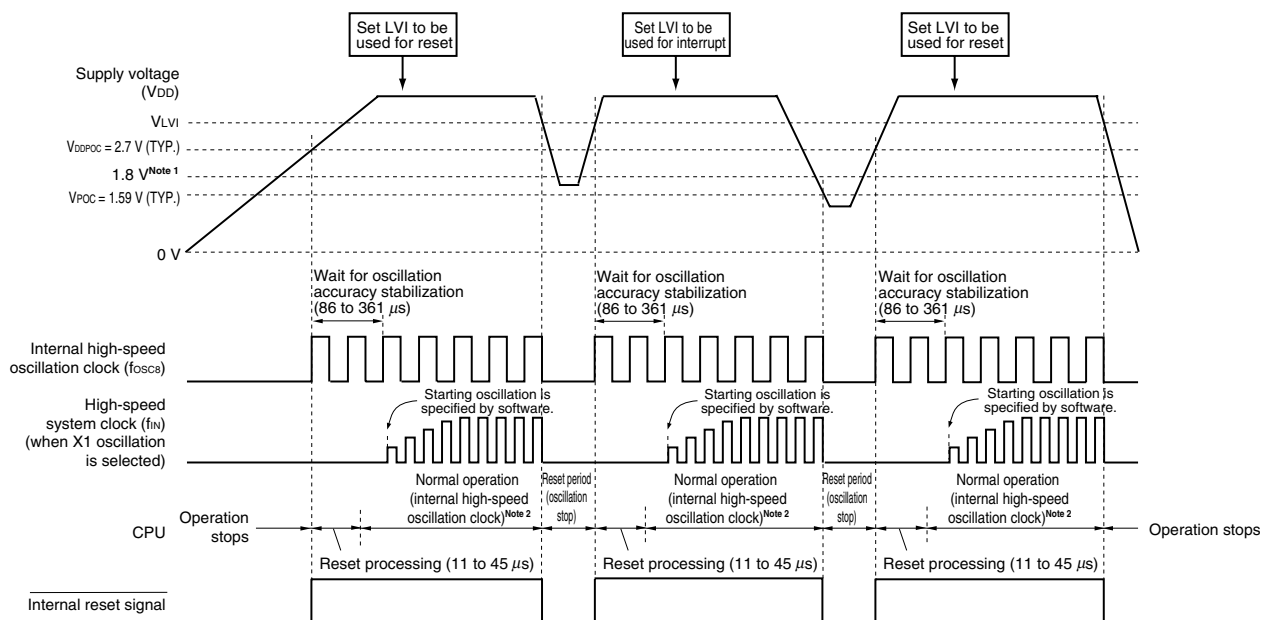 Set LVI to be
used for reset
Set LVI to be
used for interrupt
Set LVI to be
used for reset
Supply voltage
(VDD)
VLVI
VDDPOC = 2.7 V (TYP.)
1.8 V Note 1
VPOC = 1.59 V (TYP.)
0 V
Wait for oscillation
accuracy stabilization
(86 to 361 μs)
Wait for oscillation
accuracy stabilization
(86 to 361 μs)
Wait for oscillation
accuracy stabilization
(86 to 361 μs)
Internal high-speed
oscillation clock (fOSC8)
Starting oscillation is
specified by software.
Starting oscillation is
specified by software.
Starting oscillation is
specified by software.
High-speed
system clock (fIN)
(when X1 oscillation
is selected)
Normal operation
(internal high-speed
oscillation clock)Note 2
Reset period
(oscillation
stop)
Normal operation
(internal high-speed
oscillation clock)Note 2
Reset period
(oscillation
stop)
Normal operation
(internal high-speed
oscillation clock)Note 2
CPU
Operation
stops
Operation stops
Reset processing (11 to 45 μs)
Reset processing (11 to 45 μs)
Reset processing (11 to 45 μs)
Internal reset signal